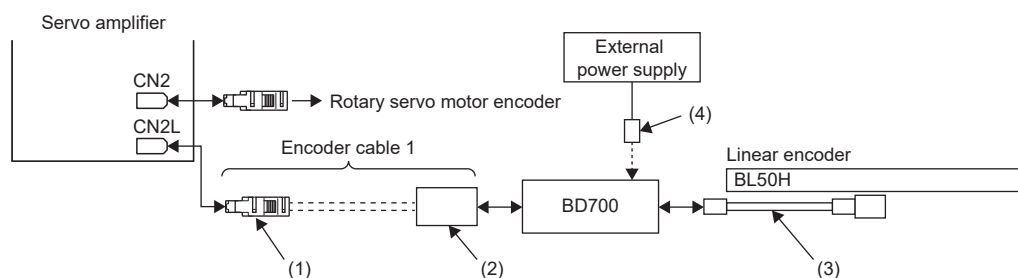 Servo amplifier
External
power supply
CN2
Rotary servo motor encoder
(4)
CN2L
Encoder cable 1
Linear encoder
BL50H
BD700
(1)
(2)
(3)